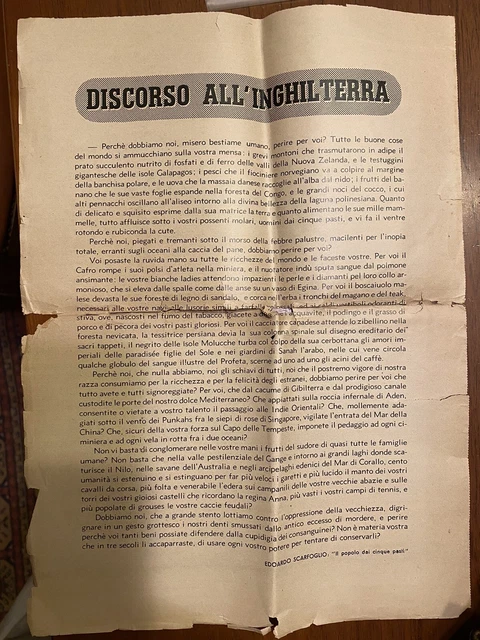 DISCORSO ALL'INGHILTERRA
— Perchè dobbiamo noi, misero bestiame umano, perire per voi? Tutte le buone cose
del mondo si ammucchiano sulla vostra mensa: i grevi montoni che trasmutarono in adipe il
prato succulento nutrito di fosfati e di ferro delle valli della Nuova Zelanda, e le testuggini
gigantesche delle isole Galapagos; i pesci che il fiociniere norvegiano va a colpire al margine
della banchisa polare, e le uova che la massaia danese raccoglie all'alba dal nido; i frutti del ba-
nano che le sue vaste foglie espande nella foresta del Congo, e le grandi noci del cocco, i cui
alti pennacchi oscillano all'aliseo intorno alla divina bellezza della laguna polinesiana. Quanto
di delicato e squisito esprime dalla sua matrice la terra e quanto alimentano le sue mille mam-
melle, tutto affluisce sotto i vostri possenti molari, uomini dai cinque pasti, e vi fa il ventre
rotondo e rubiconda la cute.
Perchè noi, piegati e tremanti sotto il morso della febbre palustre, macilenti per l'inopia
totale, erranti sugli oceani alla caccia del pane, dobbiamo perire per voi?
Voi posaste la ruvida mano su tutte le ricchezze del mondo e le faceste vostre. Per voi il
Cafro rompe i suoi polsi d'atleta nella miniera, e il nuotatore indù sputa sangue dal polmone
ansimante: le vostre bianche ladies attendono impazienti le perle e i diamanti pel loro collo ar-
monioso, che si eleva dalle spalle come dalle anse su un vaso di Egina. Per voi il boscaiuolo ma-
lese devasta le sue foreste di legno di sandalo, e cora nell'erba i tronchi del magano e del teak,
necessari alle vostre navi
stiva, ove, nascosti nel fumo del tabacco, giacete a acquavite, il podingo e il grasso di
porco e di pecora dei vostri pasti gloriosi. Per voi il cacciatore canadese attendo lo zibellino nella
foresta nevicata, la tessitrice persiana devia la sua colonna spinale sul disegno ereditario dei
sacri tappeti, il negretto delle Isole Molucche turba col colpo della sua cerbottana gli amori im-
periali delle paradisée figlie del Sole e nei giardini di Sanah l'arabo, nelle cui vene circola
qualche globulo del sangue illustre del Profeta, scerne ad uno ad uno gli acini del caffè.
Perchè noi, che nulla abbiamo, noi gli schiavi di tutti, noi che il postremo vigore di nostra
razza consumiamo per la ricchezza e per la felicità degli estranei, dobbiamo perire per voi che
tutto avete e tutti signoreggiate? Per voi, che dal cacume di Gibilterra e dal prodigioso canale
custodite le porte del nostro dolce Mediterraneo? Che appiattati sulla roccia infernale di Aden,
consentite o vietate a vostro talento il passaggio alle Indie Orientali? Che, mollemente ada-
giati sotto il vento dei Punkahs fra le siepi di rose di Singapore, vigilate l'entrata del Mar della
China? Che, sicuri della vostra forza sul Capo delle Tempeste, imponete il pedaggio ad ogni ci-
miniera e ad ogni vela in rotta fra i due oceani?
Non vi basta di conglomerare nelle vostre mani i frutti del sudore di quasi tutte le famiglie
umane? Non basta che nella valle pestilenziale del Gange e intorno ai grandi laghi donde sca-
turisce il Nilo, nelle savane dell'Australia e negli arcipelaghi edenici del Mar di Corallo, cento
umanità si estenuino e si estinguino per far più veloci i garetti e più lucido il manto dei vostri
cavalli da corsa, più folta e venerabile l'edera sui campanili delle vostre vecchie abazie e sulle
torri dei vostri gioiosi castelli che ricordano la regina Anna, più vasti i vostri campi di tennis, e
più popolate di grouses le vostre caccie feudali?
Dobbiamo noi, che a grande stento lottiamo contro l'oppressione della vecchiezza, digri-
gnare in un gesto grottesco i nostri denti smussati dallo antico eccesso di mordere, e perire
perchè voi tanti beni possiate difendere dalla cupidigia dei consanguinei? Non è materia vostra
che in tre secoli li accaparraste, di usare ogni vostro potere per tentare di conservarli?
EDOARDO SCARFOGLIO: "Il popolo dai cinque pasti"